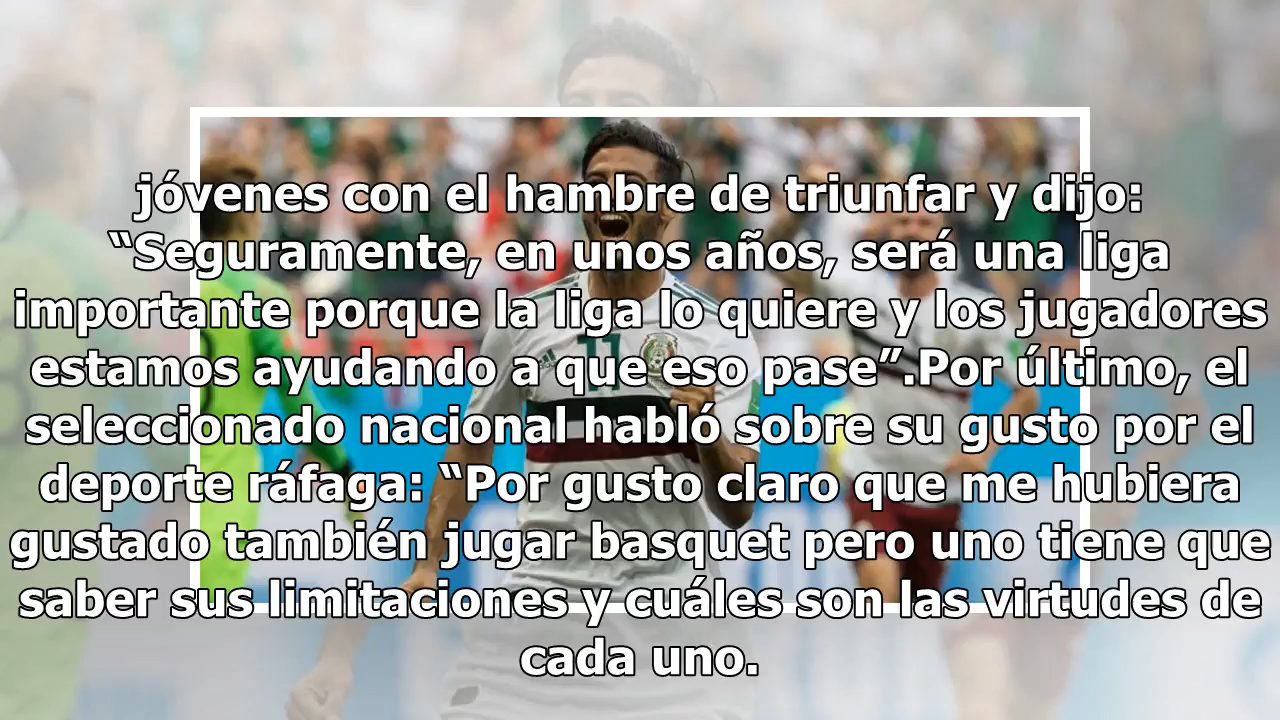 jóvenes con el hambre de triunfar y dijo:
“Seguramente, en unos años, será una liga
importante porque la liga lo quiere y los jugadores
estamos ayudando a que eso pase”.Por último, el
seleccionado nacional habló sobre su gusto por el
deporte ráfaga: “Por gusto claro que me hubiera
gustado también jugar basquet pero uno tiene que
saber sus limitaciones y cuáles son las virtudes de
cada uno.
11